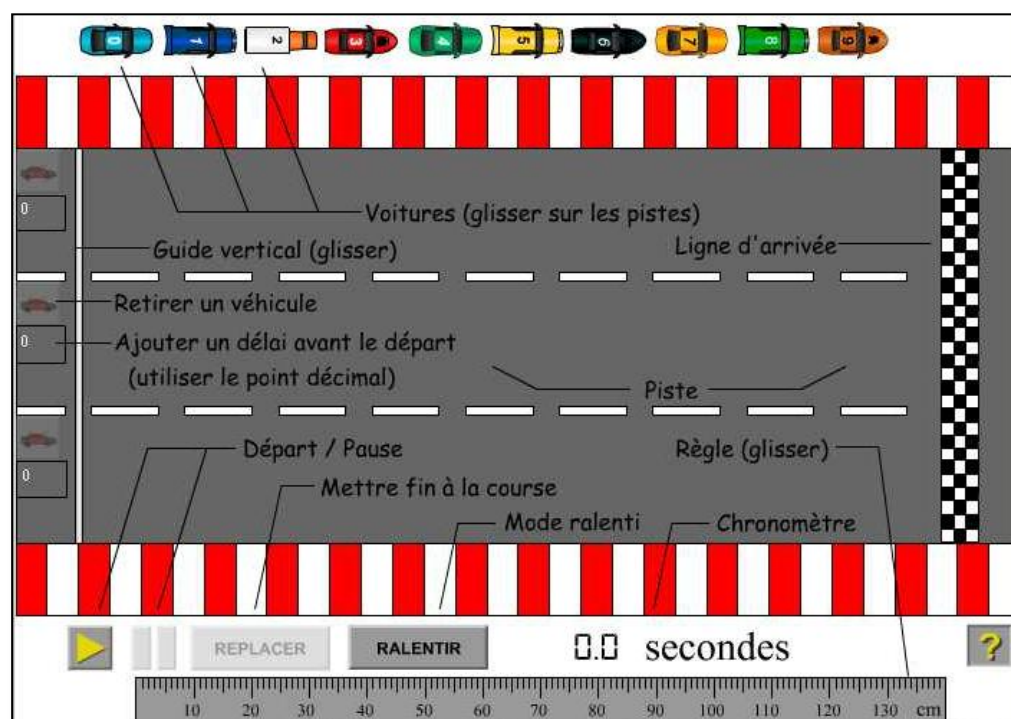 0 1 2 3 4 5 6 7 8 9
0
Voitures (glisser sur les pistes)
Guide vertical (glisser)
Ligne d'arrivée
Retirer un véhicule
0
Ajouter un délai avant le départ
(utiliser le point décimal)
Piste
Départ / Pause
Règle (glisser)
0
Mettre fin à la course
Mode ralenti
Chronomètre
REPLACER RALENTIR 0.0 secondes ?
10 20 30 40 50 60 70 80 90 100 110 120 130 cm